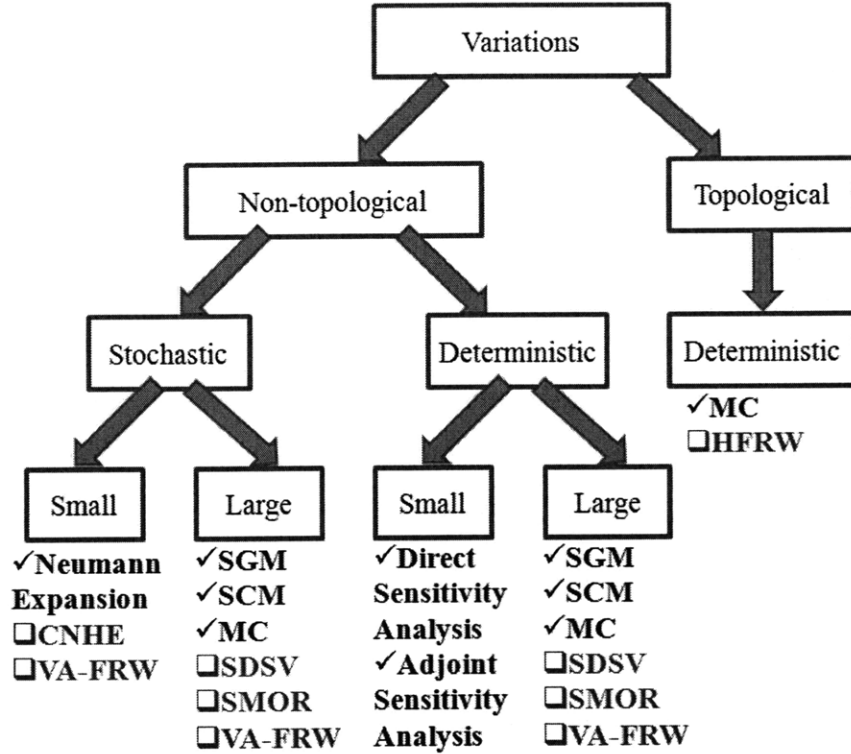 Variations
Non-topological
Topological
Stochastic
Deterministic
Deterministic
✓MC
❑HFRW
Small
✓Neumann
Expansion
❑CNHE
❑VA-FRW
Large
✓SGM
✓SCM
✓MC
❑SDSV
❑SMOR
❑VA-FRW
Small
✓Direct
Sensitivity
Analysis
✓Adjoint
Sensitivity
Analysis
Large
✓SGM
✓SCM
✓MC
❑SDSV
❑SMOR
❑VA-FRW